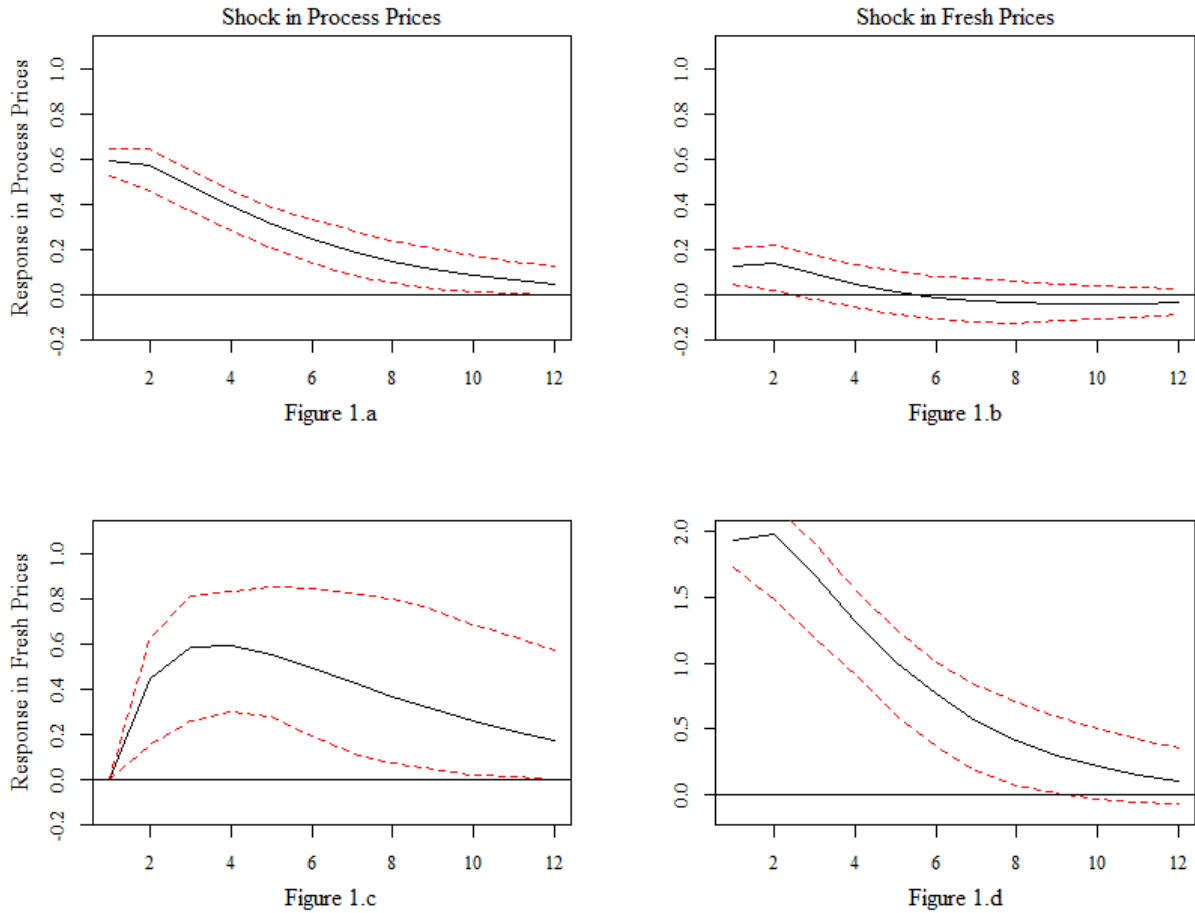 Shock in Process Prices
Response in Process Prices
1.0
0.8
0.6
0.4
0.2
0.0
-0.2
2 4 6 8 10 12
Figure 1.a
Shock in Fresh Prices
1.0
0.8
0.6
0.4
0.2
0.0
-0.2
2 4 6 8 10 12
Figure 1.b
Response in Fresh Prices
1.0
0.8
0.6
0.4
0.2
0.0
-0.2
2 4 6 8 10 12
Figure 1.c
2.0
1.5
1.0
0.5
0.0
2 4 6 8 10 12
Figure 1.d